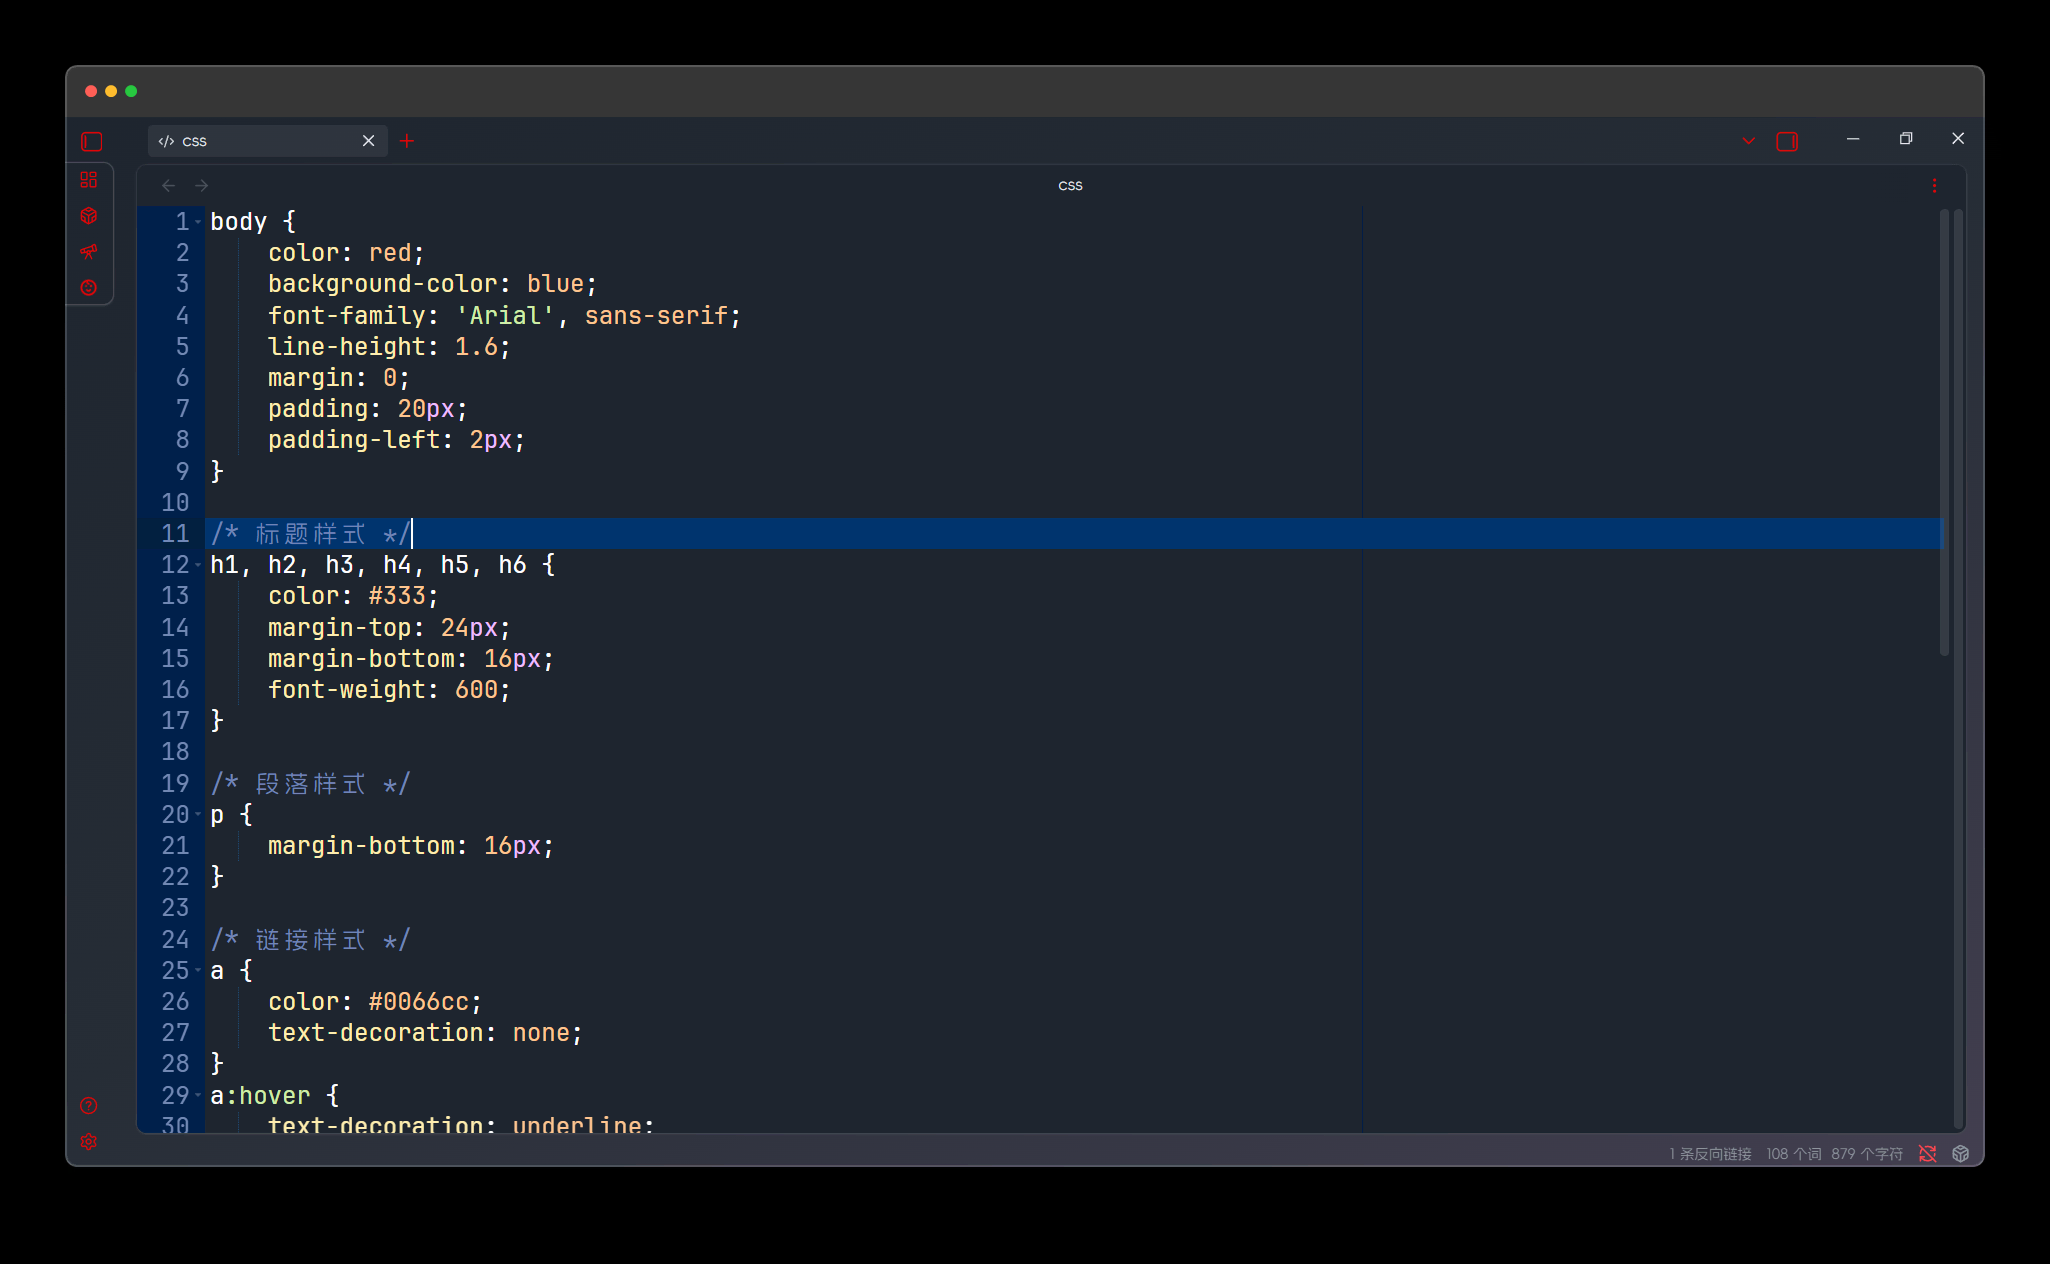 css
css
1 body {
2     color: red;
3     background-color: blue;
4     font-family: 'Arial', sans-serif;
5     line-height: 1.6;
6     margin: 0;
7     padding: 20px;
8     padding-left: 2px;
9 }
10
11 /* 标题样式 */
12 h1, h2, h3, h4, h5, h6 {
13     color: #333;
14     margin-top: 24px;
15     margin-bottom: 16px;
16     font-weight: 600;
17 }
18
19 /* 段落样式 */
20 p {
21     margin-bottom: 16px;
22 }
23
24 /* 链接样式 */
25 a {
26     color: #0066cc;
27     text-decoration: none;
28 }
29 a:hover {
30     text-decoration: underline;
1 条反向链接 108 个词 879 个字符